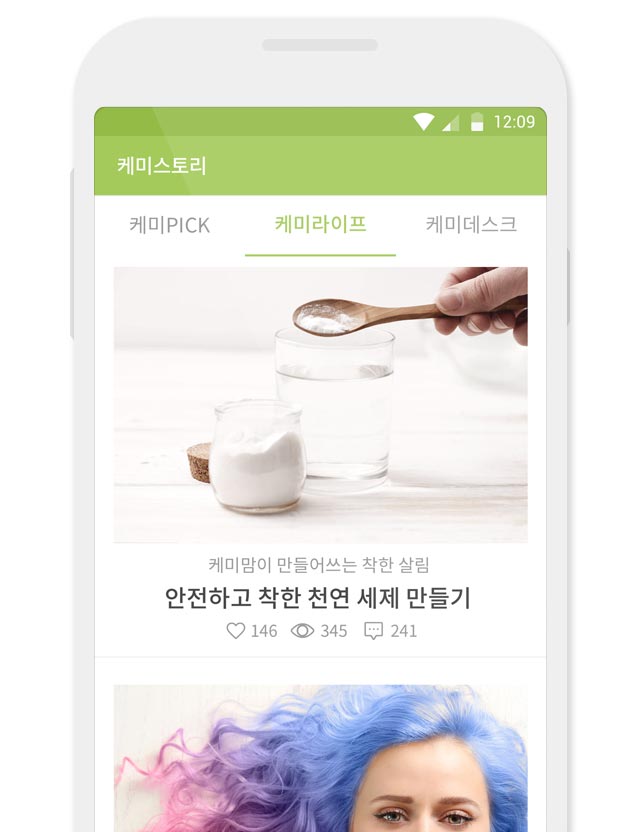 12:09
케미스토리
케미PICK 케미라이프 케미데스크
케미맘이 만들어쓰는 착한 살림
안전하고 착한 천연 세제 만들기
146 345 241